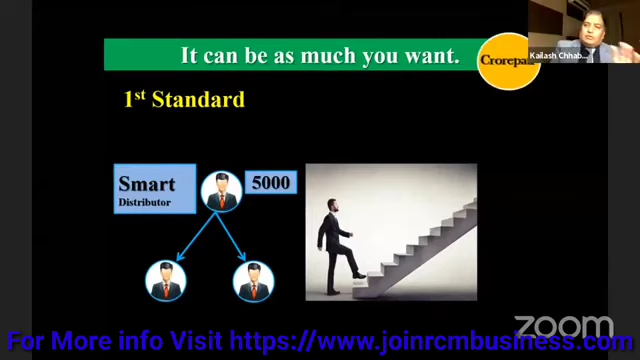 It can be as much you want.
Crorepati
Kailash Chhab...
1st Standard
Smart
Distributor
5000
zoom
For More info Visit https://www.joinrcmbusiness.com